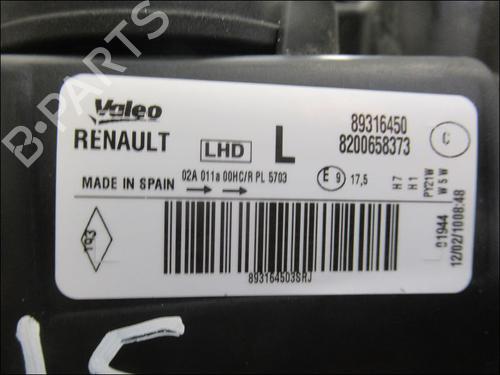 B-PARTS
Valeo
RENAULT
LHD
L
89316450
8200658373
C
MADE IN SPAIN
02A 011a 00HC/R PL 5703
E 9
17,5
H7
H1
PY21W
W5W
01944
12/02/1008:48
193
893164503SRJ